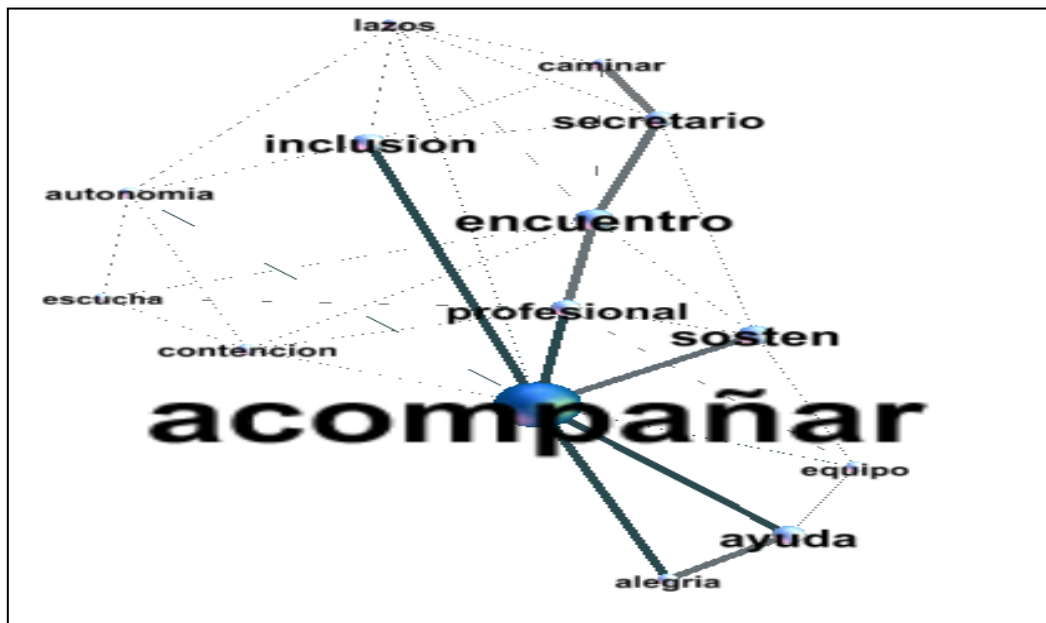 lazos
caminar
secretario
inclusion
autonomia
encuentro
escucha
profesional
sosten
contencion
acompañar
equipo
ayuda
alegria